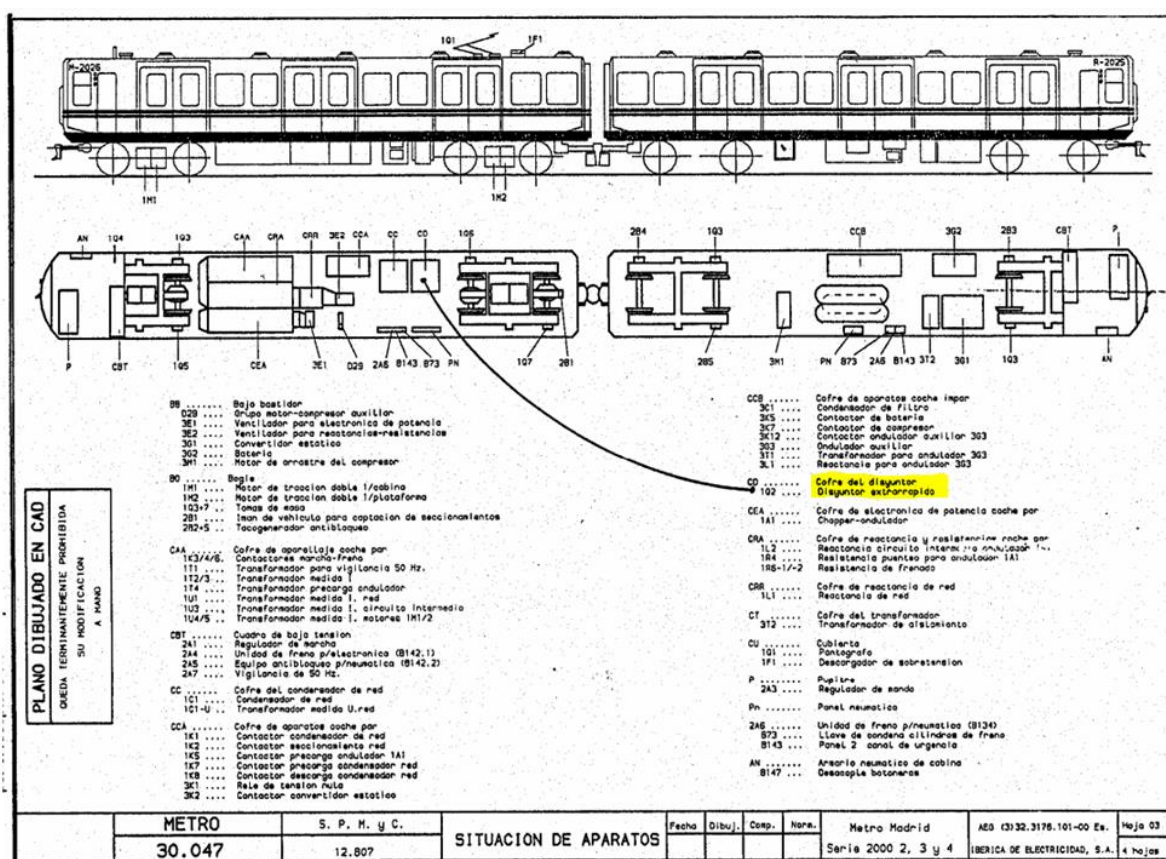 1Q1 1F1
M-2026 R-2025
1M1 1M2
AN 1Q4 1Q3 CAA CRA CRR 3E2 CCA CC CD 1Q6 2B4 1Q3 CCB 3G2 2B3 CBT P
P CBT 1Q5 CEA 3E1 D29 2A6 B143 B73 PN 1Q7 2B1 2B5 3M1 PN B73 2A6 B143 3T2 3G1 1Q3 AN
BB ...... Bajo bastidor
D29 .... Grupo motor-compresor auxiliar
3E1 .... Ventilador para electronica de potencia
3E2 .... Ventilador para reactancias-resistencias
3G1 .... Convertidor estatico
3G2 .... Bateria
3M1 .... Motor de arrastre del compresor
BO ...... Bogie
1M1 .... Motor de traccion doble 1/cabina
1M2 .... Motor de traccion doble 1/plataforma
1Q3÷7 .. Tomas de masa
2B1 .... Iman de vehiculo para captacion de seccionamientos
2B2÷5 .. Tacogenerador antibloqueo
CAA ..... Cofre de aparellaje coche par
1K3/4/6. Contactores marcha-freno
1T1 .... Transformador para vigilancia 50 Hz.
1T2/3 .. Transformador medida I
1T4 .... Transformador precarga ondulador
1U1 .... Transformador medida I. red
1U3 .... Transformador medida I. circuito intermedio
1U4/5 .. Transformador medida I. motores 1M1/2
CBT ..... Cuadro de baja tension
2A1 .... Regulador de marcha
2A4 .... Unidad de freno p/electronica (B142.1)
2A5 .... Equipo antibloqueo p/neumatica (B142.2)
2A7 .... Vigilancia de 50 Hz.
CC ...... Cofre del condensador de red
1C1 .... Condensador de red
1C1-U .. Transformador medida U.red
CCA ..... Cofre de aparatos coche par
1K1 .... Contactor condensador de red
1K2 .... Contactor seccionamiento red
1K5 .... Contactor precarga ondulador 1A1
1K7 .... Contactor precarga condensador red
1K8 .... Contactor descarga condensador red
3K1 .... Rele de tension nula
3K2 .... Contactor convertidor estatico
CCB ...... Cofre de aparatos coche impar
3C1 .... Condensador de filtro
3K5 .... Contactor de bateria
3K7 .... Contactor de compresor
3K12 ... Contactor ondulador auxiliar 3G3
3G3 .... Ondulador auxiliar
3T1 .... Transformador para ondulador 3G3
3L1 .... Reactancia para ondulador 3G3
CD ...... Cofre del disyuntor
1Q2 .... Disyuntor extrarrapido
CEA ..... Cofre de electronica de potencia coche par
1A1 .... Chopper-ondulador
CRA ..... Cofre de reactancia y resistencias coche par
1L2 .... Reactancia circuito intermedio ondulador
1R4 .... Resistencia puenteo para ondulador 1A1
1R6-1/-2 Resistencia de frenado
CRR ..... Cofre de reactancia de red
1L1 .... Reactancia de red
CT ...... Cofre del transformador
3T2 .... Transformador de aislamiento
CU ...... Cubierta
1Q1 .... Pantografo
1F1 .... Descargador de sobretension
P ....... Pupitre
2A3 .... Regulador de mando
Pn ...... Panel neumatica
2A6 ..... Unidad de freno p/neumatica (B134)
B73 .... Llave de condena cilindros de freno
B143 ... Panel 2 canal de urgencia
AN ...... Armario neumatico de cabina
B147 ... Desacople botoneras
PLANO DIBUJADO EN CAD
QUEDA TERMINANTEMENTE PROHIBIDA
SU MODIFICACION
A MANO
METRO
30.047
S. P. M. y C.
12.807
SITUACION DE APARATOS
Fecha Dibuj. Comp. Norm.
Metro Madrid
Serie 2000 2, 3 y 4
AEG (3)32.3176.101-00 Es.
IBERICA DE ELECTRICIDAD, S.A.
Hoja 03
4 hojas